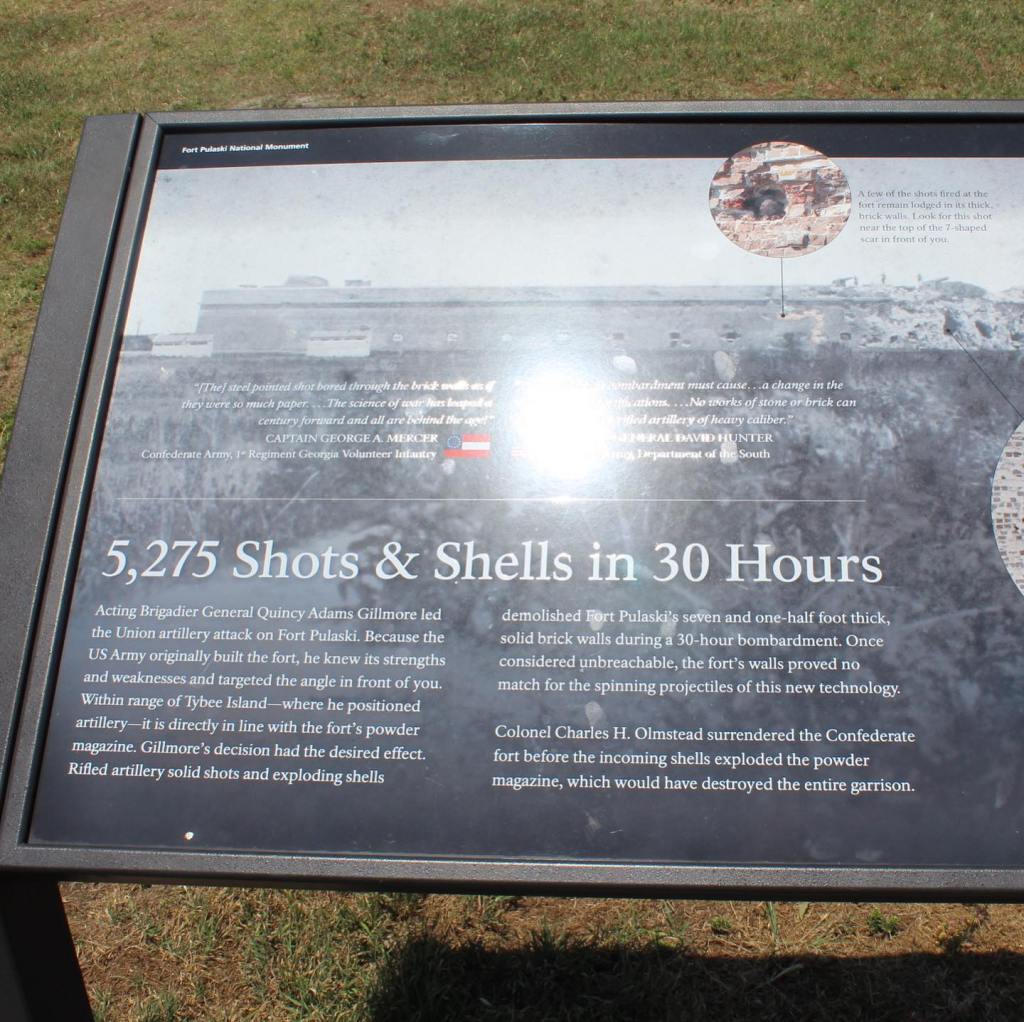 Fort Pulaski National Monument
A few of the shots fired at the
fort remain lodged in its thick,
brick walls. Look for this shot
near the top of the 7-shaped
scar in front of you.
"[The] steel pointed shot bored through the brick walls as if
they were so much paper. …The science of war has leaped a
century forward and all are behind the age!"
CAPTAIN GEORGE A. MERCER
Confederate Army, 1st Regiment Georgia Volunteer Infantry
bombardment must cause…a change in the
…No works of stone or brick can
rifled artillery of heavy caliber."
GENERAL DAVID HUNTER
Army, Department of the South
5,275 Shots & Shells in 30 Hours
Acting Brigadier General Quincy Adams Gillmore led
the Union artillery attack on Fort Pulaski. Because the
US Army originally built the fort, he knew its strengths
and weaknesses and targeted the angle in front of you.
Within range of Tybee Island—where he positioned
artillery—it is directly in line with the fort's powder
magazine. Gillmore's decision had the desired effect.
Rifled artillery solid shots and exploding shells
demolished Fort Pulaski's seven and one-half foot thick,
solid brick walls during a 30-hour bombardment. Once
considered unbreachable, the fort's walls proved no
match for the spinning projectiles of this new technology.
Colonel Charles H. Olmstead surrendered the Confederate
fort before the incoming shells exploded the powder
magazine, which would have destroyed the entire garrison.